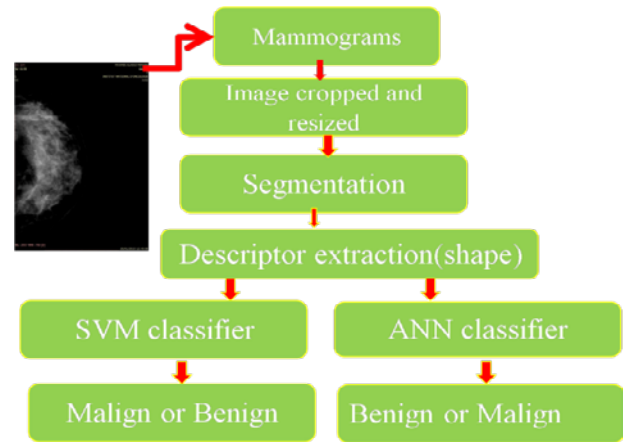 Mammograms
Image cropped and
resized
Segmentation
Descriptor extraction(shape)
SVM classifier
ANN classifier
Malign or Benign
Benign or Malign